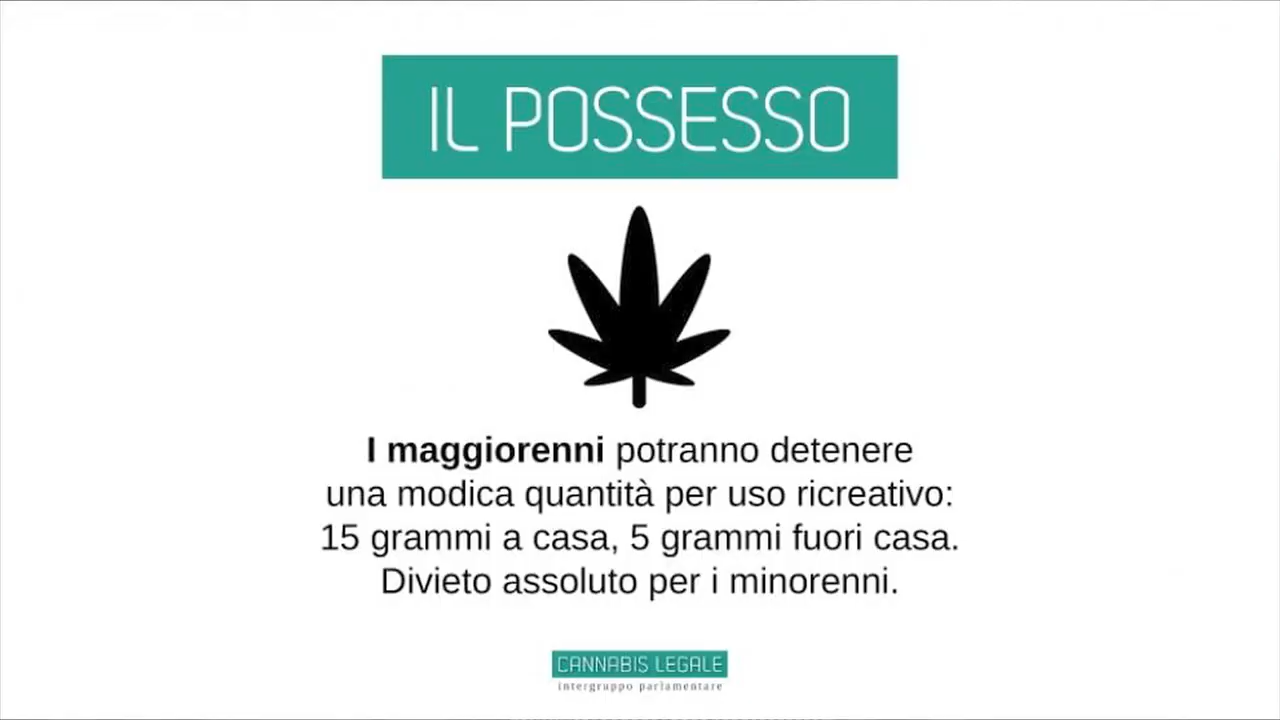 IL POSSESSO
I maggiorenni potranno detenere
una modica quantità per uso ricreativo:
15 grammi a casa, 5 grammi fuori casa.
Divieto assoluto per i minorenni.
CANNABIS LEGALE
intergruppo parlamentare